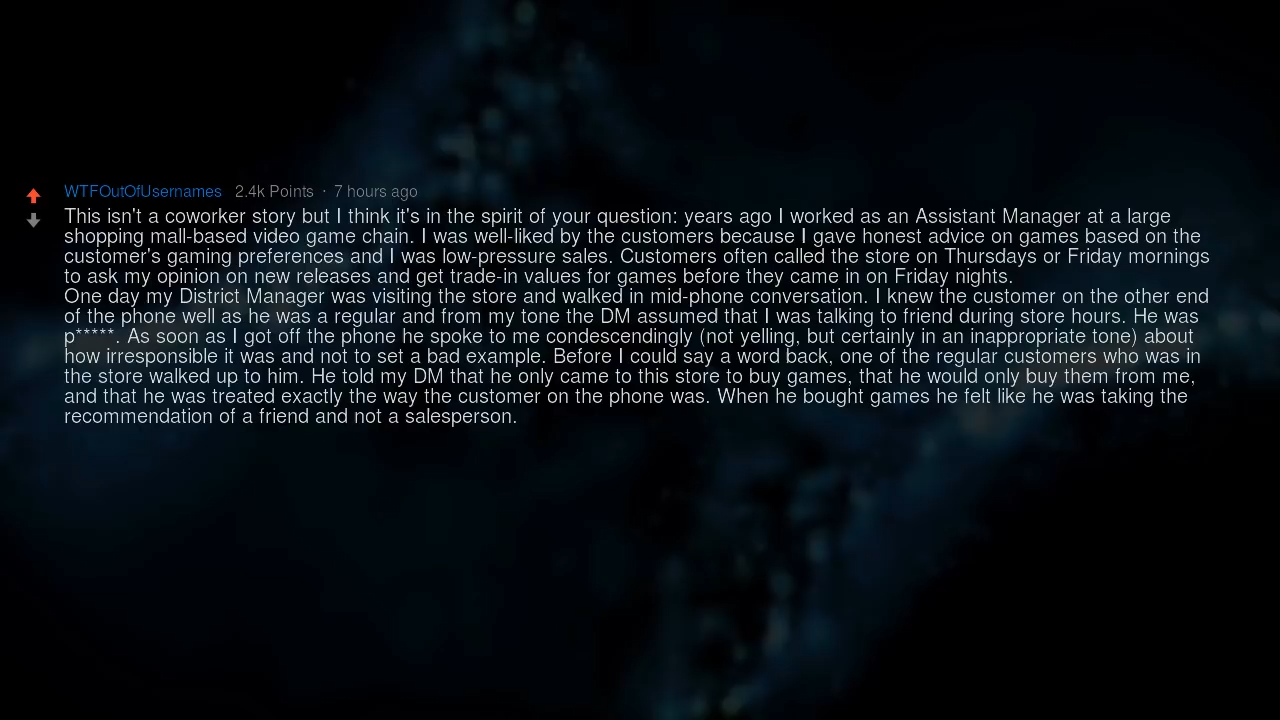 WTFOutOfUsernames 2.4k Points · 7 hours ago
This isn't a coworker story but I think it's in the spirit of your question: years ago I worked as an Assistant Manager at a large
shopping mall-based video game chain. I was well-liked by the customers because I gave honest advice on games based on the
customer's gaming preferences and I was low-pressure sales. Customers often called the store on Thursdays or Friday mornings
to ask my opinion on new releases and get trade-in values for games before they came in on Friday nights.
One day my District Manager was visiting the store and walked in mid-phone conversation. I knew the customer on the other end
of the phone well as he was a regular and from my tone the DM assumed that I was talking to friend during store hours. He was
p*****. As soon as I got off the phone he spoke to me condescendingly (not yelling, but certainly in an inappropriate tone) about
how irresponsible it was and not to set a bad example. Before I could say a word back, one of the regular customers who was in
the store walked up to him. He told my DM that he only came to this store to buy games, that he would only buy them from me,
and that he was treated exactly the way the customer on the phone was. When he bought games he felt like he was taking the
recommendation of a friend and not a salesperson.